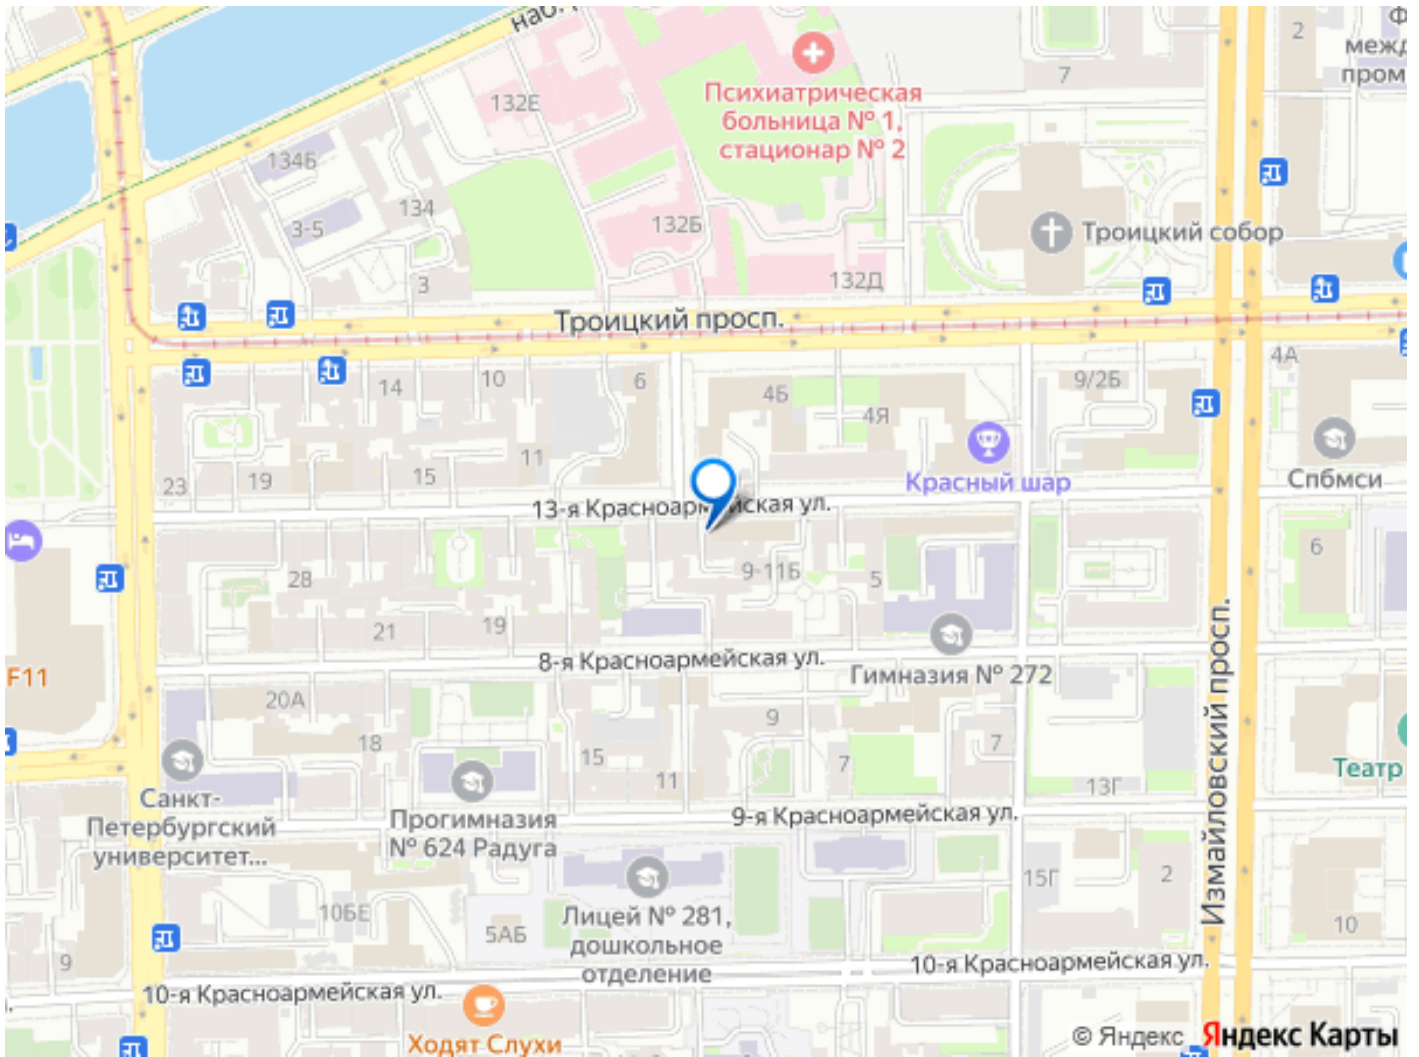 наб.
132Е
Психиатрическая
больница № 1,
стационар № 2
7
2
134Б
3-5
134
132Б
3
132Д
Троицкий собор
Троицкий просп.
14
10
6
4Б
4Я
9/2Б
4А
23
19
15
11
Красный шар
Спбмси
13-я Красноармейская ул.
28
21
19
9-11Б
5
6
8-я Красноармейская ул.
Гимназия № 272
F11
20А
18
15
11
9
7
7
13Г
Измайловский просп.
Театр
Санкт-
Петербургский
университет...
Прогимназия
№ 624 Радуга
9-я Красноармейская ул.
15Г
2
10БЕ
5АБ
Лицей № 281,
дошкольное
отделение
10
9
10-я Красноармейская ул.
10-я Красноармейская ул.
Ходят Слухи
© Яндекс Яндекс Карты